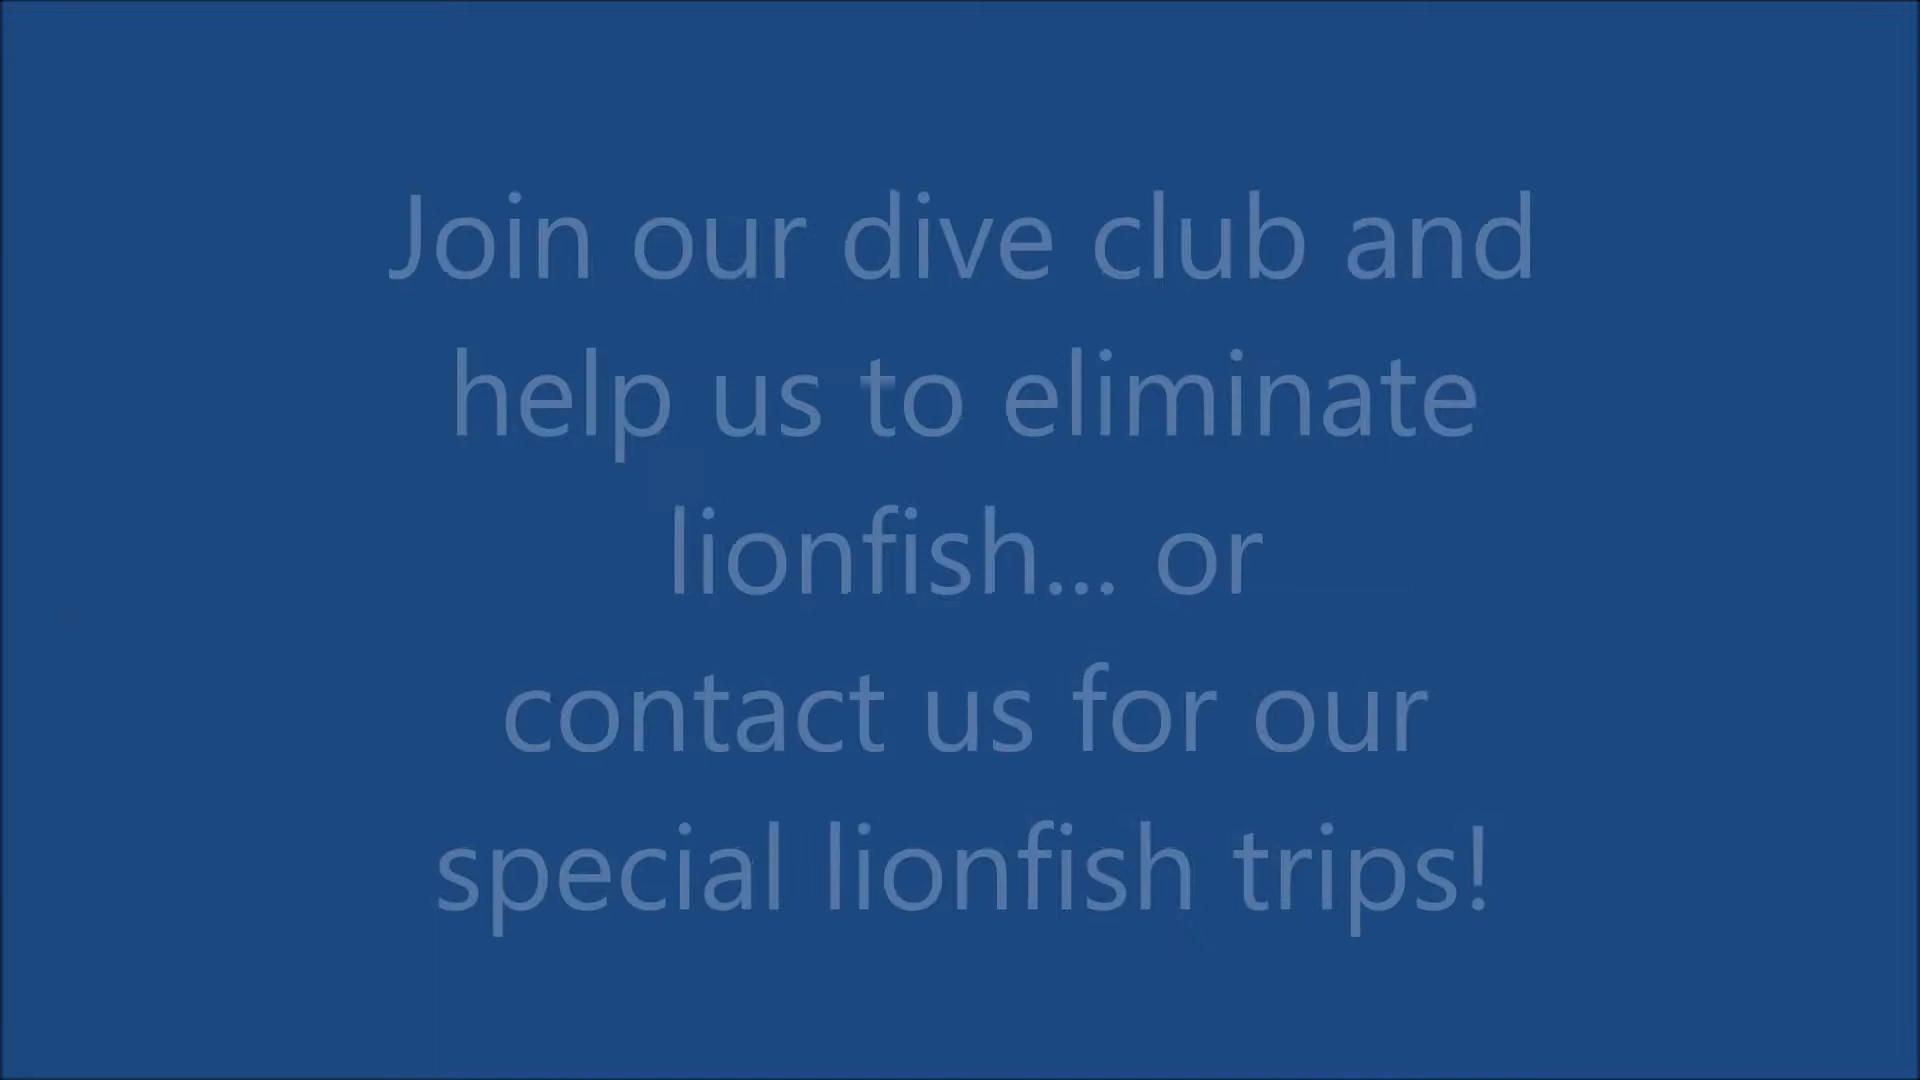 Join our dive club and
help us to eliminate
lionfish... or
contact us for our
special lionfish trips!